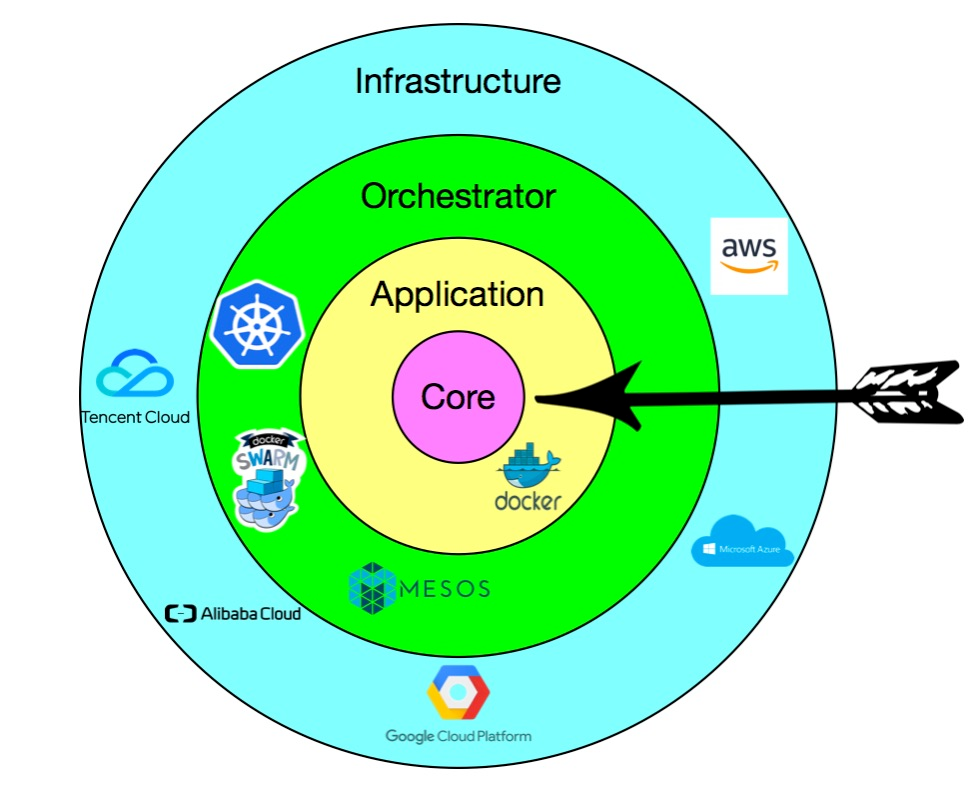 Infrastructure
Orchestrator
aws
Application
Core
Tencent Cloud
docker
SWARM
docker
Microsoft Azure
MESOS
Alibaba Cloud
Google Cloud Platform